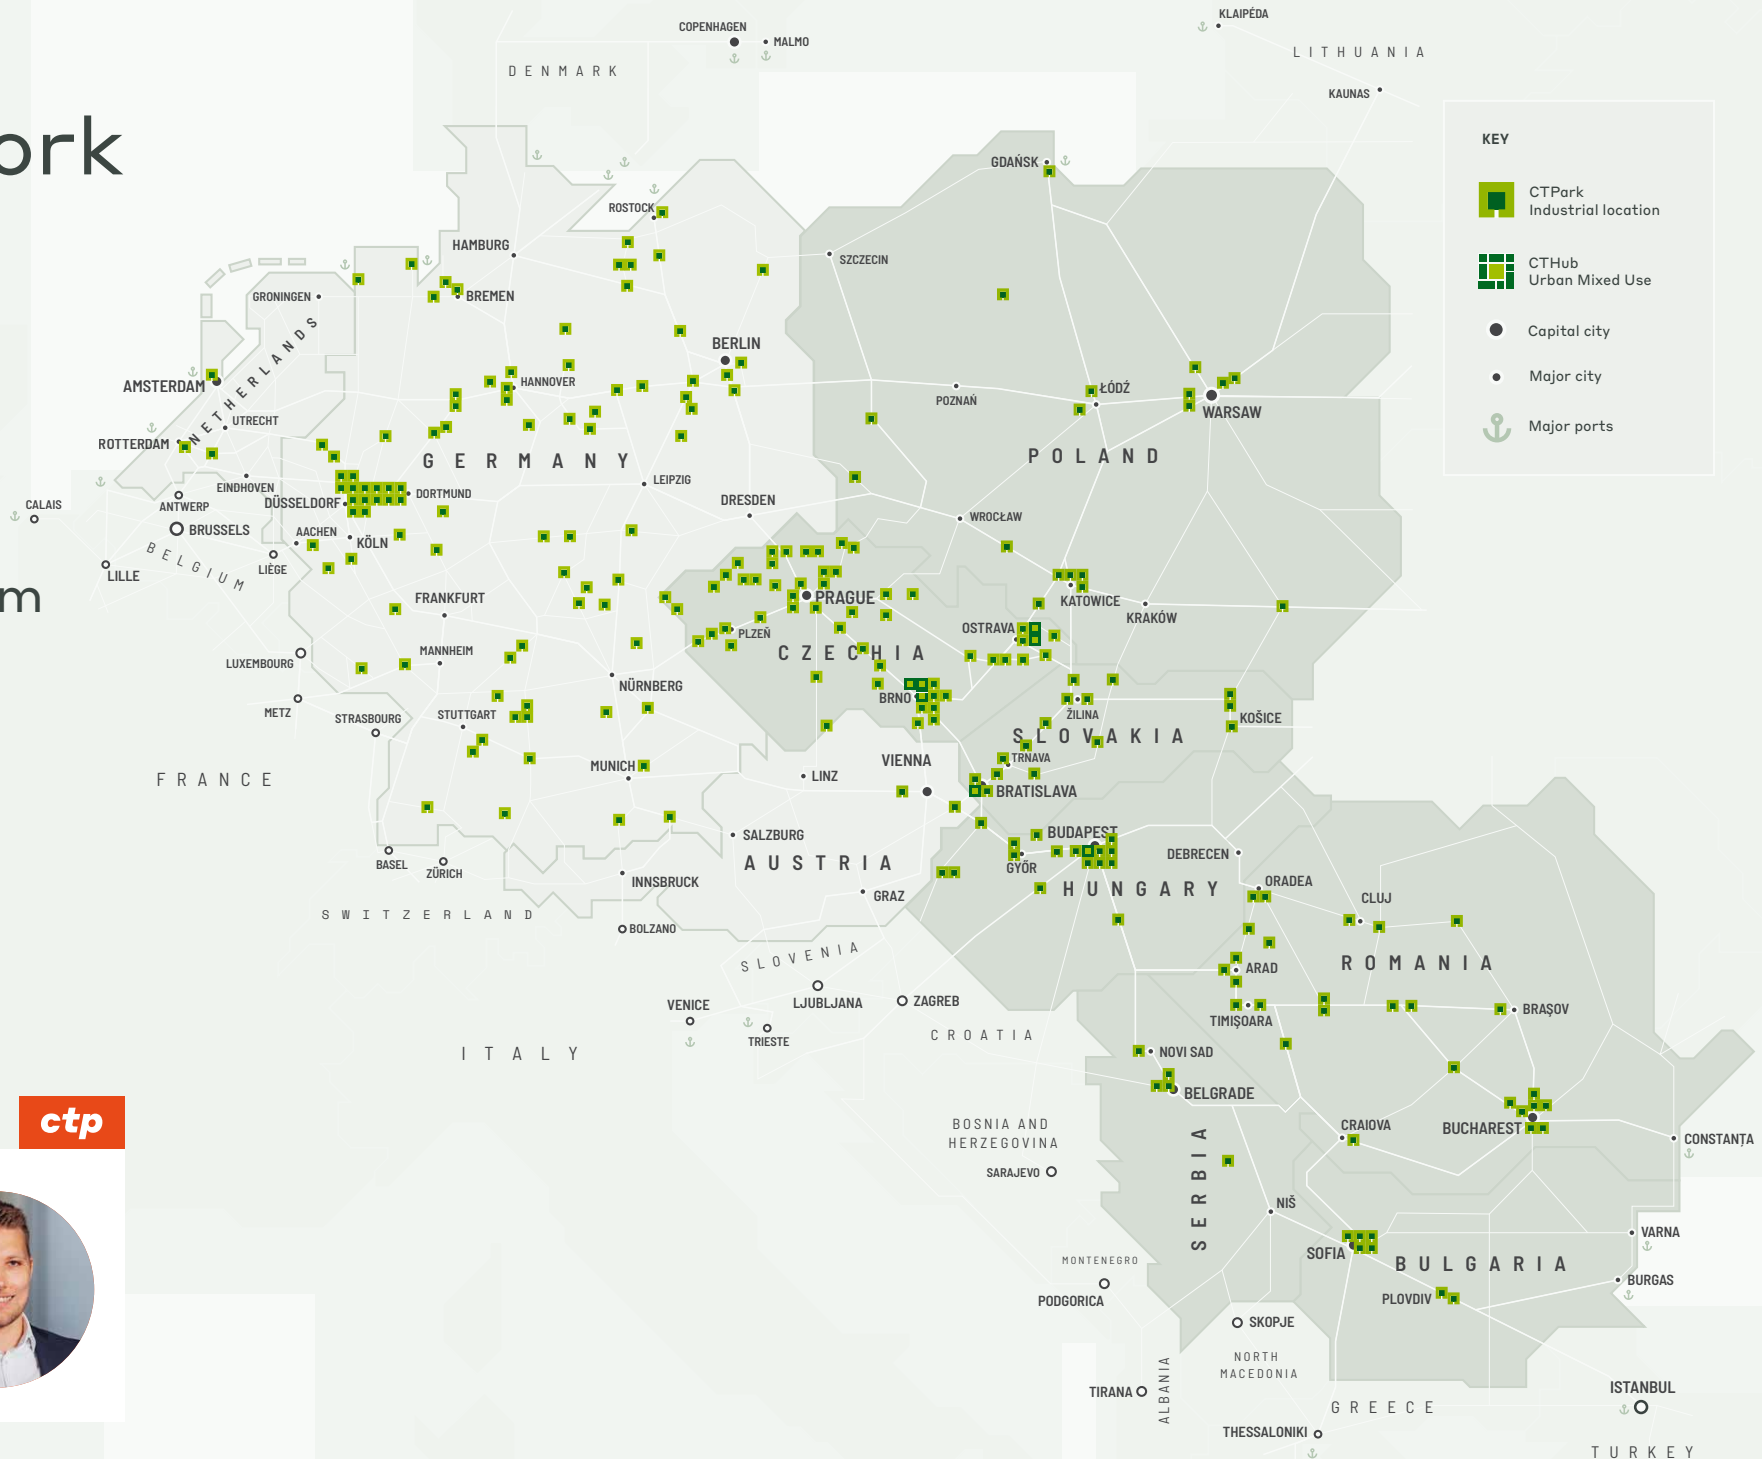 ork
m
ctp
KEY
CTPark
Industrial location
CTHub
Urban Mixed Use
Capital city
Major city
Major ports
COPENHAGEN
MALMO
DENMARK
KLAIPÉDA
LITHUANIA
KAUNAS
GDAŃSK
ROSTOCK
HAMBURG
SZCZECIN
GRONINGEN
BREMEN
BERLIN
AMSTERDAM
NETHERLANDS
HANNOVER
POZNAŃ
ŁÓDŹ
WARSAW
UTRECHT
ROTTERDAM
GERMANY
POLAND
EINDHOVEN
LEIPZIG
CALAIS
ANTWERP
DÜSSELDORF
DORTMUND
DRESDEN
WROCŁAW
BRUSSELS
AACHEN
KÖLN
BELGIUM
LIÈGE
LILLE
FRANKFURT
PRAGUE
KATOWICE
KRAKÓW
OSTRAVA
PLZEŇ
CZECHIA
LUXEMBOURG
MANNHEIM
NÜRNBERG
BRNO
METZ
STRASBOURG
STUTTGART
ŽILINA
KOŠICE
SLOVAKIA
TRNAVA
FRANCE
MUNICH
LINZ
VIENNA
BRATISLAVA
SALZBURG
BUDAPEST
BASEL
ZÜRICH
AUSTRIA
GYŐR
DEBRECEN
INNSBRUCK
GRAZ
HUNGARY
ORADEA
CLUJ
SWITZERLAND
BOLZANO
SLOVENIA
ARAD
ROMANIA
VENICE
LJUBLJANA
ZAGREB
TIMIȘOARA
BRAȘOV
TRIESTE
CROATIA
ITALY
NOVI SAD
BELGRADE
BOSNIA AND
HERZEGOVINA
CRAIOVA
BUCHAREST
CONSTANȚA
SARAJEVO
SERBIA
NIŠ
VARNA
MONTENEGRO
SOFIA
BULGARIA
BURGAS
PODGORICA
PLOVDIV
SKOPJE
NORTH
MACEDONIA
TIRANA
ALBANIA
ISTANBUL
GREECE
THESSALONIKI
TURKEY